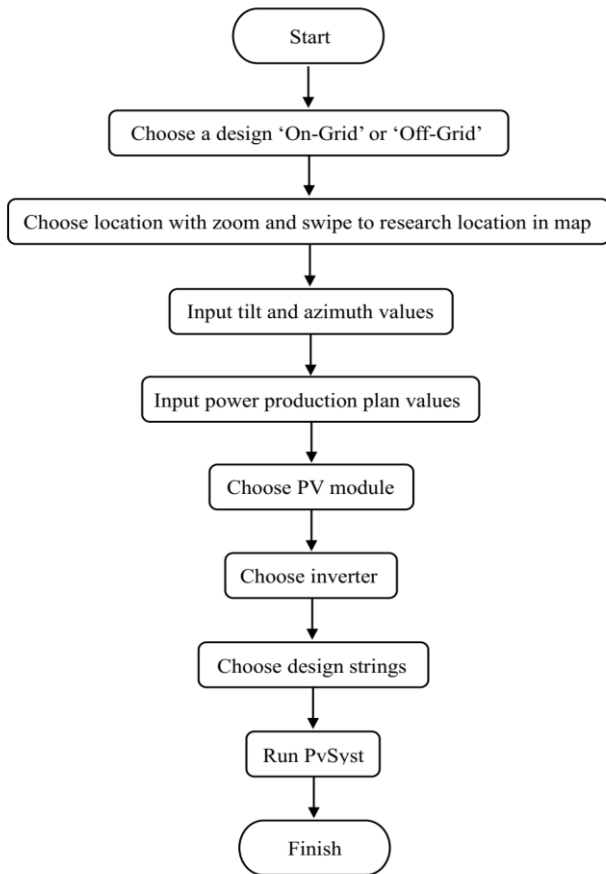 Start
Choose a design ‘On-Grid’ or ‘Off-Grid’
Choose location with zoom and swipe to research location in map
Input tilt and azimuth values
Input power production plan values
Choose PV module
Choose inverter
Choose design strings
Run PvSyst
Finish